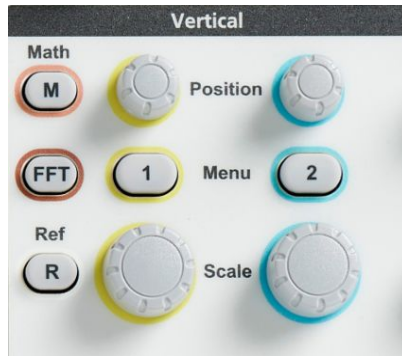 Vertical
Math
M
Position
FFT
1
Menu
2
Ref
R
Scale